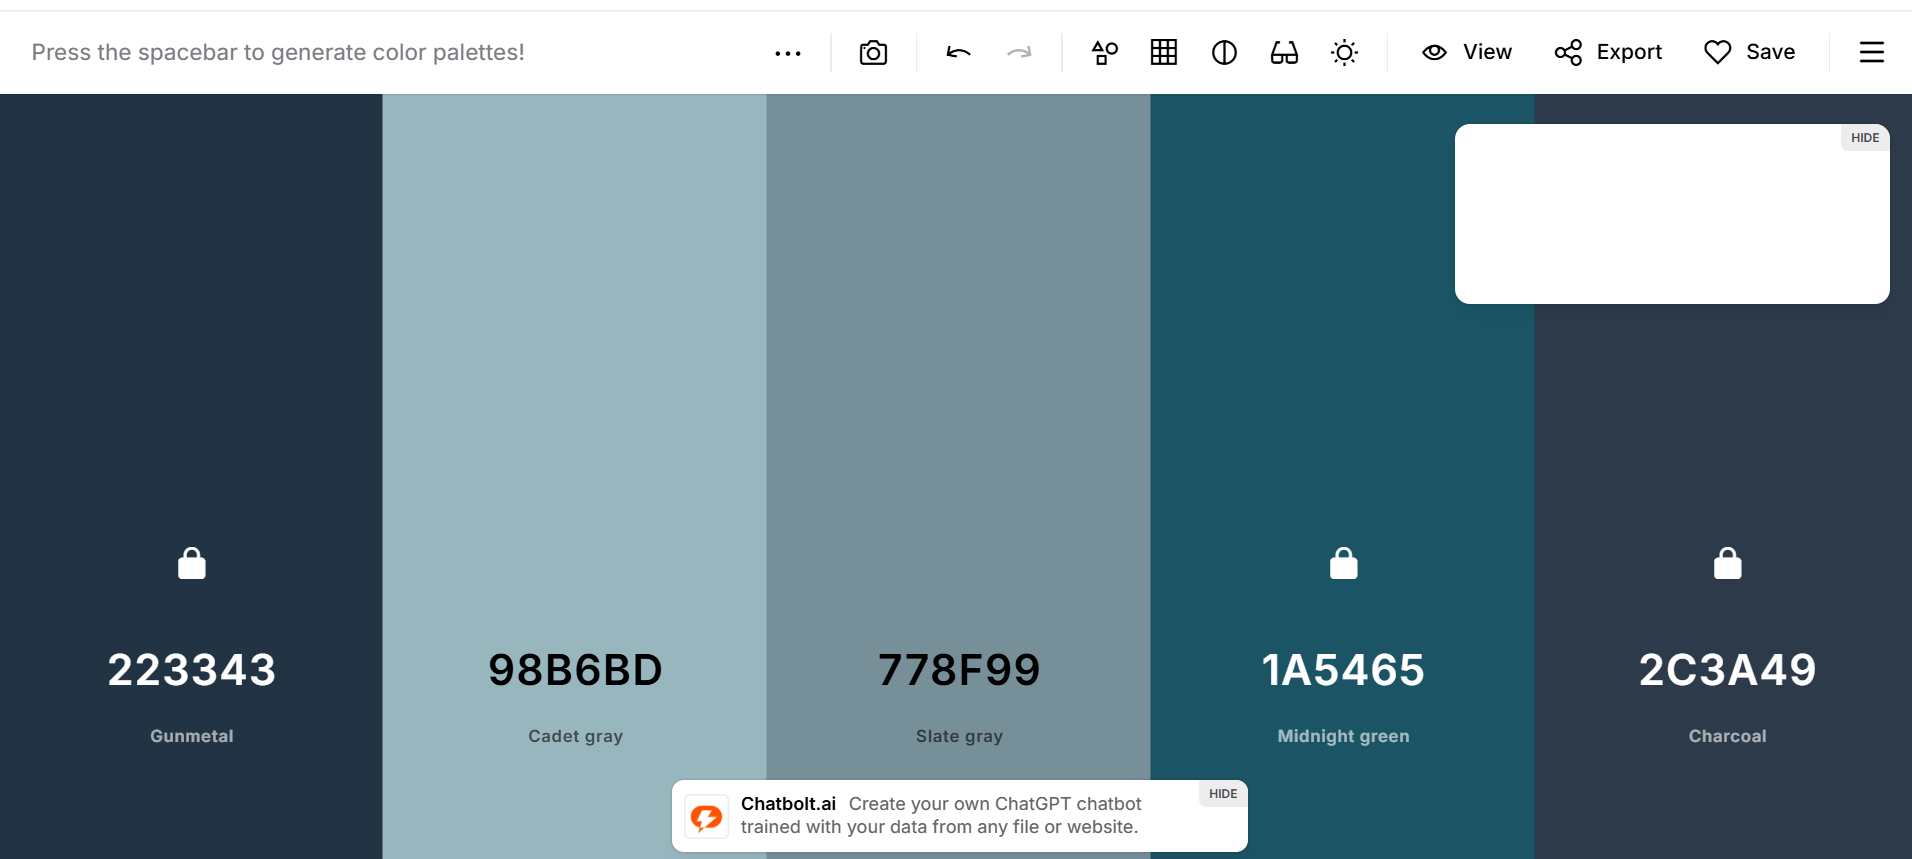 Press the spacebar to generate color palettes!
View
Export
Save
HIDE
223343
Gunmetal
98B6BD
Cadet gray
778F99
Slate gray
1A5465
Midnight green
2C3A49
Charcoal
Chatbolt.ai Create your own ChatGPT chatbot
trained with your data from any file or website.
HIDE